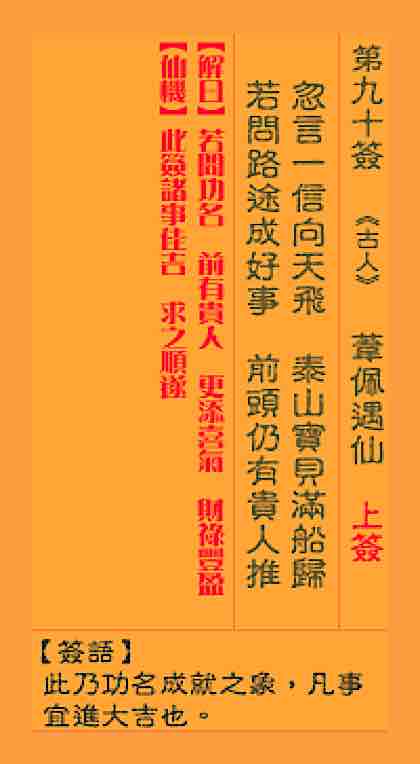 第九十簽 《古人》 葦佩遇仙 上簽
忽言一信向天飛 泰山寶貝滿船歸
若問路途成好事 前頭仍有貴人推
【解曰】若問功名 前有貴人 更添喜氣 財祿豐盈
【仙機】此簽諸事佳吉 求之順遂
【簽語】
此乃功名成就之象，凡事
宜進大吉也。